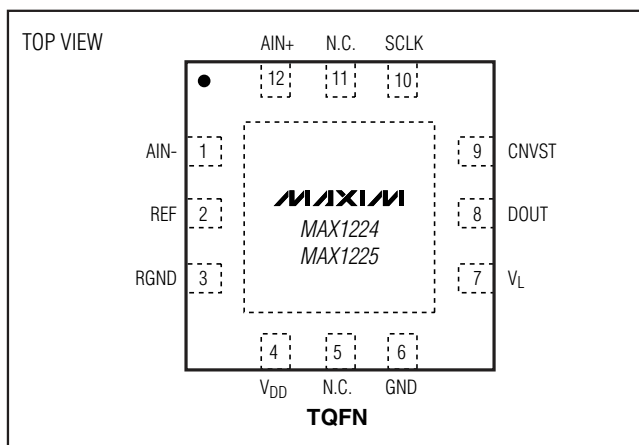 TOP VIEW
AIN+ N.C. SCLK
12 11 10
AIN- 1
REF 2
RGND 3
MAXIM
MAX1224
MAX1225
9 CNVST
8 DOUT
7 VL
4 5 6
VDD N.C. GND
TQFN